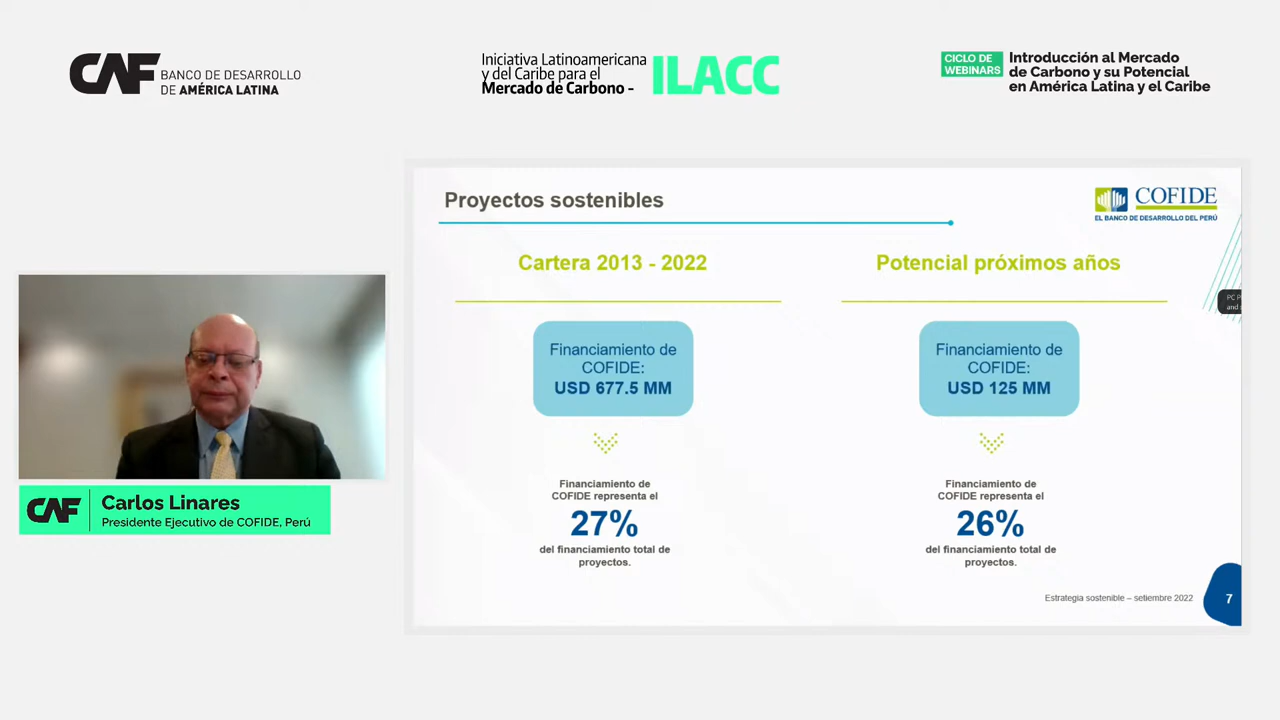 CAF BANCO DE DESARROLLO
DE AMÉRICA LATINA
Iniciativa Latinoamericana
y del Caribe para el
Mercado de Carbono -
ILACC
CICLO DE
WEBINARS
Introducción al Mercado
de Carbono y su Potencial
en América Latina y el Caribe
Proyectos sostenibles
COFIDE
EL BANCO DE DESARROLLO DEL PERÚ
Cartera 2013 - 2022
Financiamiento de
COFIDE:
USD 677.5 MM
Financiamiento de
COFIDE representa el
27%
del financiamiento total de
proyectos.
Potencial próximos años
Financiamiento de
COFIDE:
USD 125 MM
Financiamiento de
COFIDE representa el
26%
del financiamiento total de
proyectos.
Estrategia sostenible – setiembre 2022
7
CAF
Carlos Linares
Presidente Ejecutivo de COFIDE, Perú